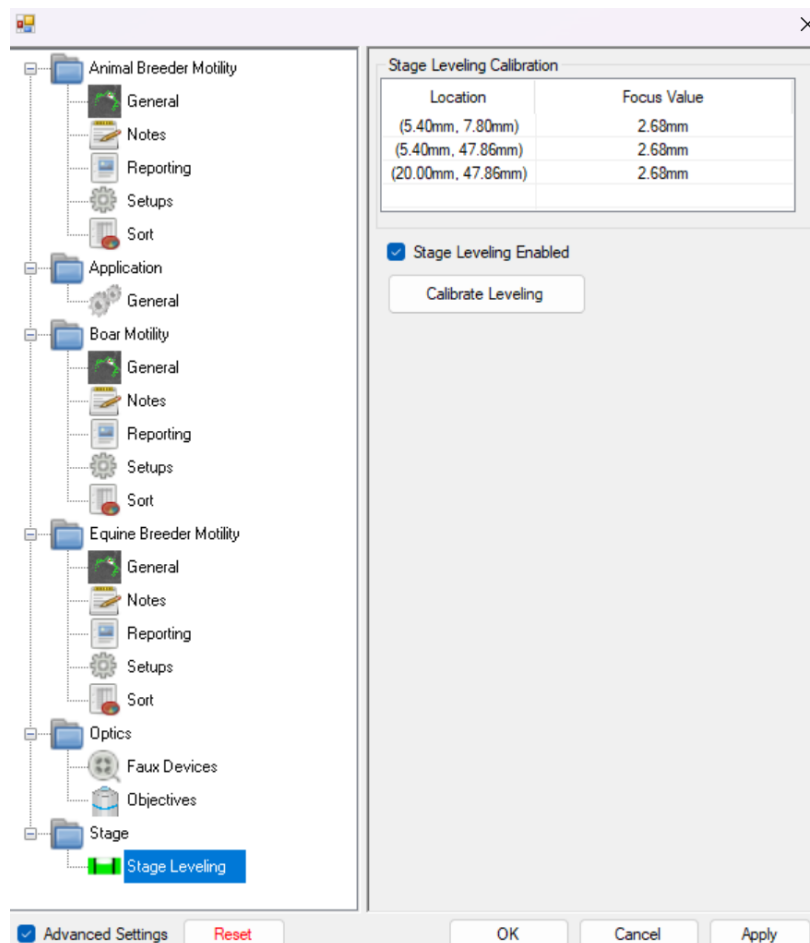 Animal Breeder Motility
General
Notes
Reporting
Setups
Sort
Application
General
Boar Motility
General
Notes
Reporting
Setups
Sort
Equine Breeder Motility
General
Notes
Reporting
Setups
Sort
Optics
Faux Devices
Objectives
Stage
Stage Leveling
Stage Leveling Calibration
Location Focus Value
(5.40mm, 7.80mm) 2.68mm
(5.40mm, 47.86mm) 2.68mm
(20.00mm, 47.86mm) 2.68mm
Stage Leveling Enabled
Calibrate Leveling
Advanced Settings Reset OK Cancel Apply